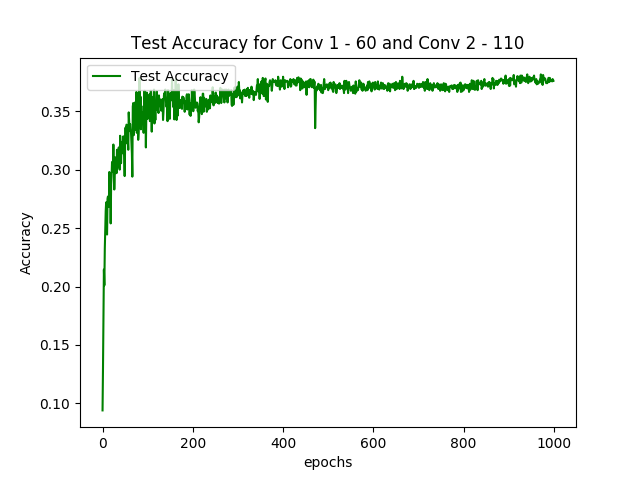 Test Accuracy for Conv 1 - 60 and Conv 2 - 110
Test Accuracy
0.35
0.30
0.25
0.20
0.15
0.10
Accuracy
0 200 400 600 800 1000
epochs